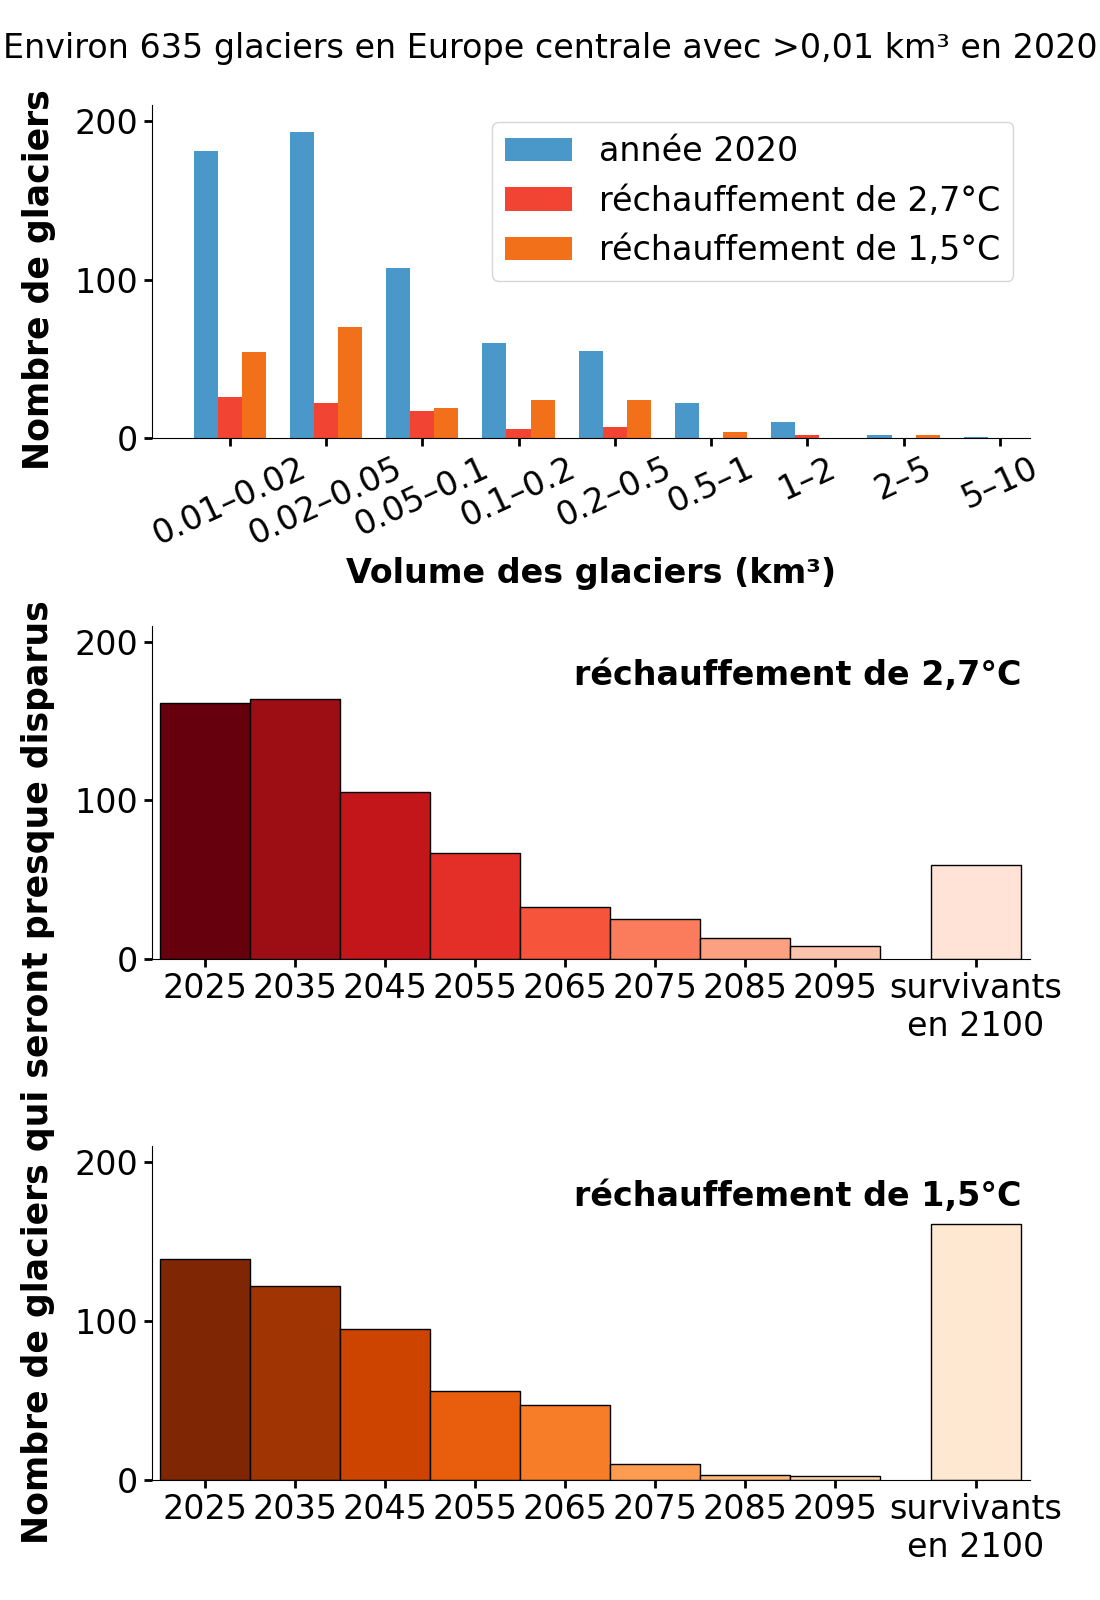 Environ 635 glaciers en Europe centrale avec >0,01 km³ en 2020
Nombre de glaciers
200
100
0
année 2020
réchauffement de 2,7°C
réchauffement de 1,5°C
0.01–0.02
0.02–0.05
0.05–0.1
0.1–0.2
0.2–0.5
0.5–1
1–2
2–5
5–10
Volume des glaciers (km³)
Nombre de glaciers qui seront presque disparus
réchauffement de 2,7°C
200
100
0
2025 2035 2045 2055 2065 2075 2085 2095 survivants
en 2100
réchauffement de 1,5°C
200
100
0
2025 2035 2045 2055 2065 2075 2085 2095 survivants
en 2100